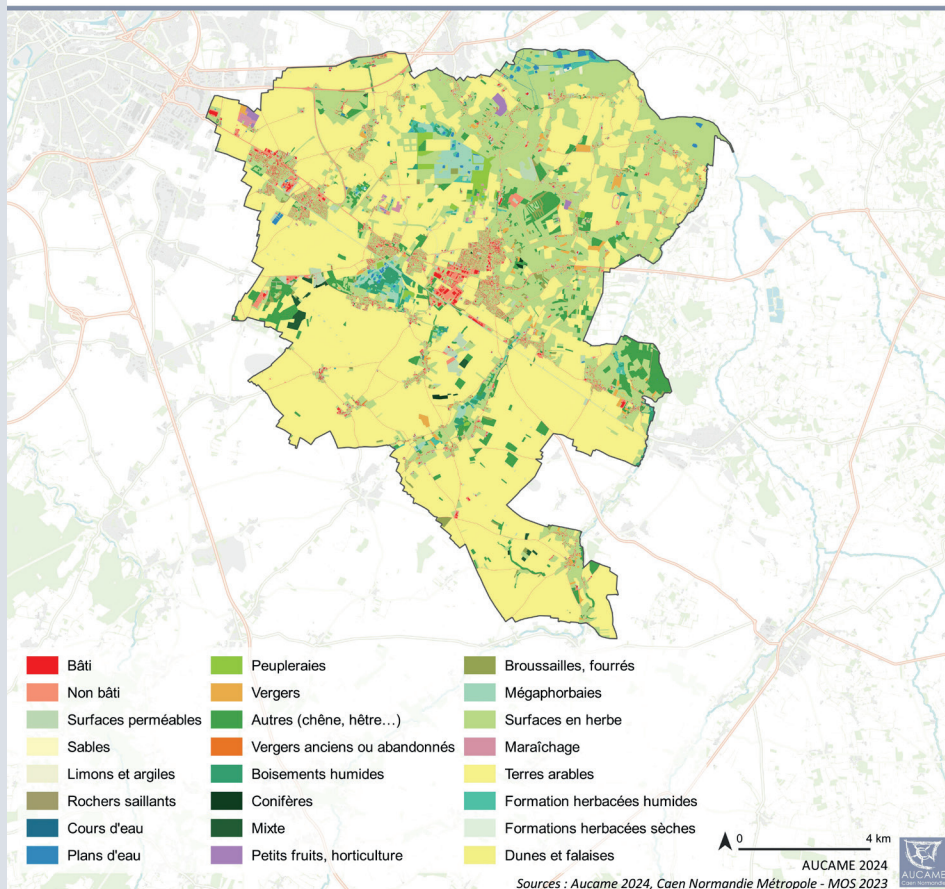 Bâti
Non bâti
Surfaces perméables
Sables
Limons et argiles
Rochers saillants
Cours d'eau
Plans d'eau
Peupleraies
Vergers
Autres (chêne, hêtre...)
Vergers anciens ou abandonnés
Boisements humides
Conifères
Mixte
Petits fruits, horticulture
Broussailles, fourrés
Mégaphorbaies
Surfaces en herbe
Maraîchage
Terres arables
Formation herbacées humides
Formations herbacées sèches
Dunes et falaises
0 4 km
AUCAME 2024
Sources : Aucame 2024, Caen Normandie Métropole - MOS 2023
AUCAME
Caen Normandie